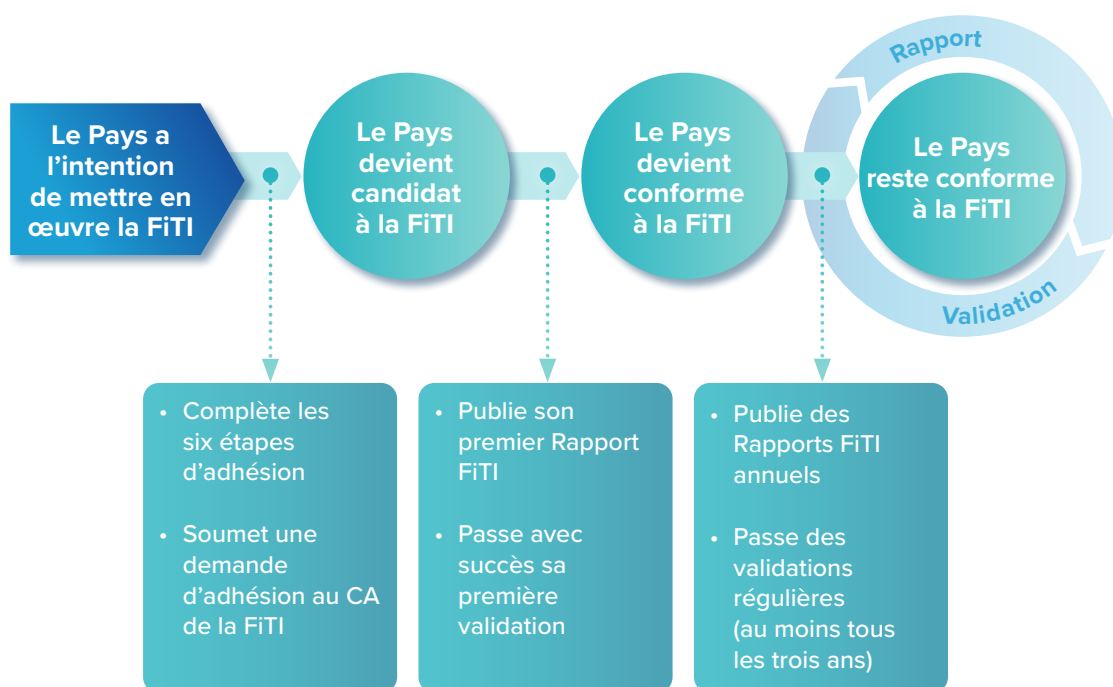 Le Pays a
l'intention
de mettre en
œuvre la FiTI
Le Pays
devient
candidat
à la FiTI
Le Pays
devient
conforme
à la FiTI
Rapport
Le Pays
reste conforme
à la FiTI
Validation
• Complète les
six étapes
d'adhésion
• Soumet une
demande
d'adhésion au CA
de la FiTI
• Publie son
premier Rapport
FiTI
• Passe avec
succès sa
première
validation
• Publie des
Rapports FiTI
annuels
• Passe des
validations
régulières
(au moins tous
les trois ans)